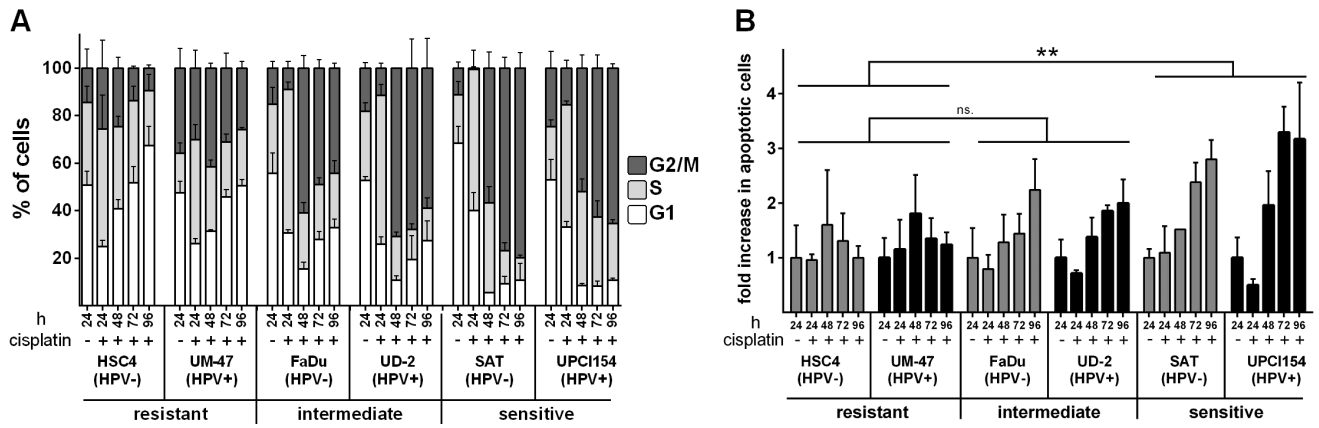 A
% of cells
100
80
60
40
20
G2/M
S
G1
h 24 24 48 72 96 24 24 48 72 96 24 24 48 72 96 24 24 48 72 96 24 24 48 72 96 24 24 48 72 96
cisplatin - + + + + - + + + + - + + + + - + + + + - + + + + - + + + +
HSC4 UM-47 FaDu UD-2 SAT UPCI154
(HPV-) (HPV+) (HPV-) (HPV+) (HPV-) (HPV+)
resistant intermediate sensitive
B
fold increase in apoptotic cells
4
3
2
1
**
ns.
h 24 24 48 72 96 24 24 48 72 96 24 24 48 72 96 24 24 48 72 96 24 24 48 72 96 24 24 48 72 96
cisplatin - + + + + - + + + + - + + + + - + + + + - + + + + - + + + +
HSC4 UM-47 FaDu UD-2 SAT UPCI154
(HPV-) (HPV+) (HPV-) (HPV+) (HPV-) (HPV+)
resistant intermediate sensitive